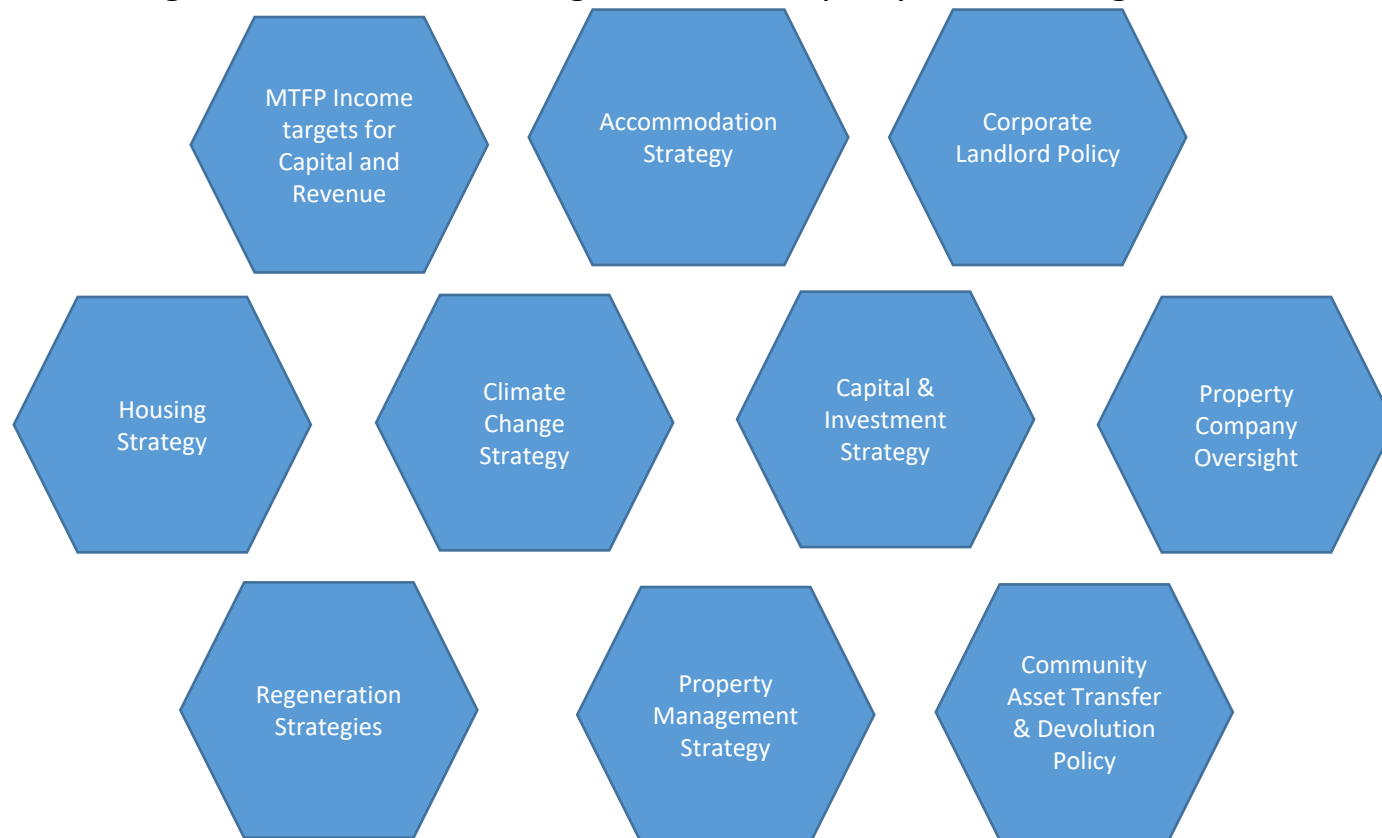 MTFP Income
targets for
Capital and
Revenue
Accommodation
Strategy
Corporate
Landlord Policy
Housing
Strategy
Climate
Change
Strategy
Capital &
Investment
Strategy
Property
Company
Oversight
Regeneration
Strategies
Property
Management
Strategy
Community
Asset Transfer
& Devolution
Policy